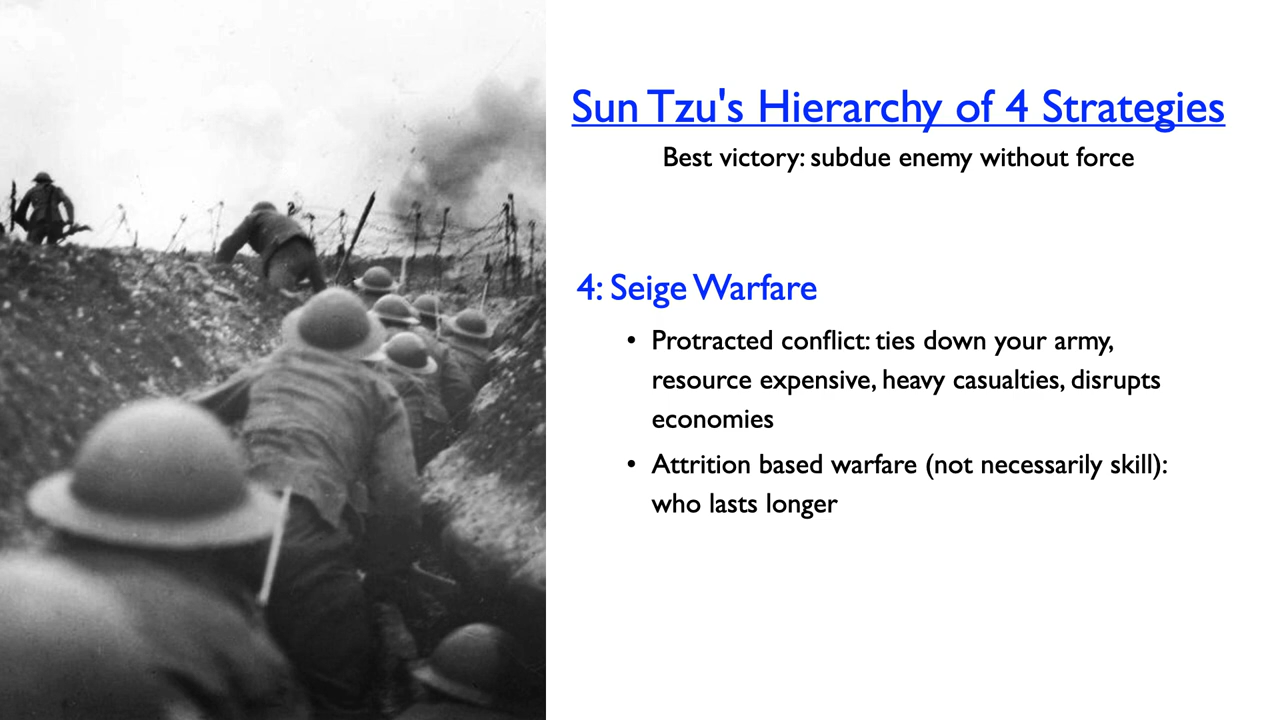 Sun Tzu's Hierarchy of 4 Strategies
Best victory: subdue enemy without force
4: Seige Warfare
• Protracted conflict: ties down your army,
resource expensive, heavy casualties, disrupts
economies
• Attrition based warfare (not necessarily skill):
who lasts longer